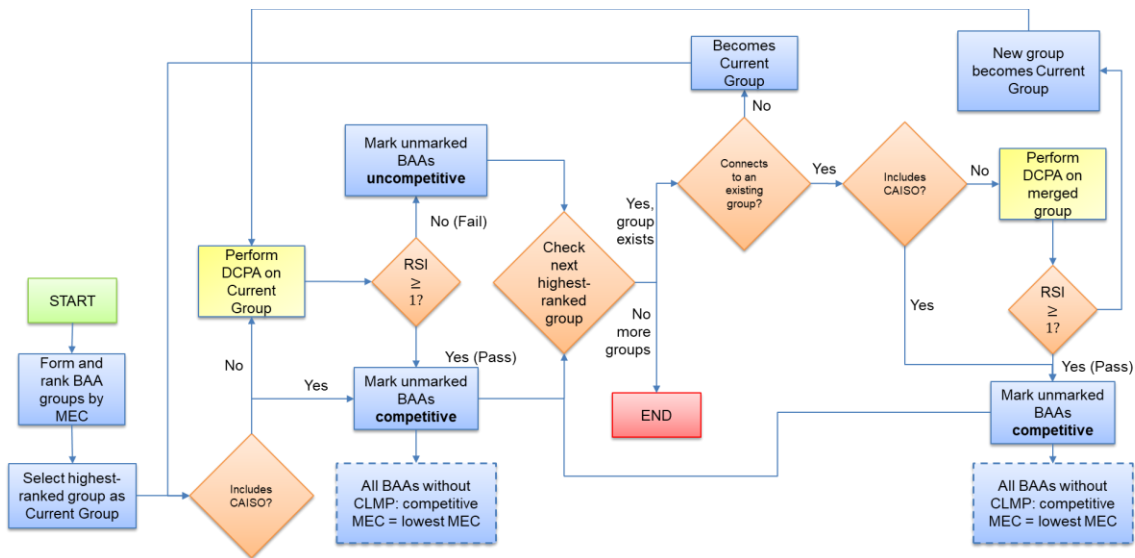 Becomes
Current
Group
New group
becomes Current
Group
No
Mark unmarked
BAAs
uncompetitive
Connects
to an
existing
group?
Yes
Includes
CAISO?
No
Perform
DCPA on
merged
group
No (Fail)
Yes,
group
exists
Perform
DCPA on
Current
Group
RSI
≥
1?
Check
next
highest-
ranked
group
START
RSI
≥
1?
Yes
No
more
groups
Form and
rank BAA
groups by
MEC
No
Yes (Pass)
Yes (Pass)
Yes
Mark unmarked
BAAs
competitive
END
Mark unmarked
BAAs
competitive
Select highest-
ranked group as
Current Group
Includes
CAISO?
All BAAs without
CLMP: competitive
MEC = lowest MEC
All BAAs without
CLMP: competitive
MEC = lowest MEC